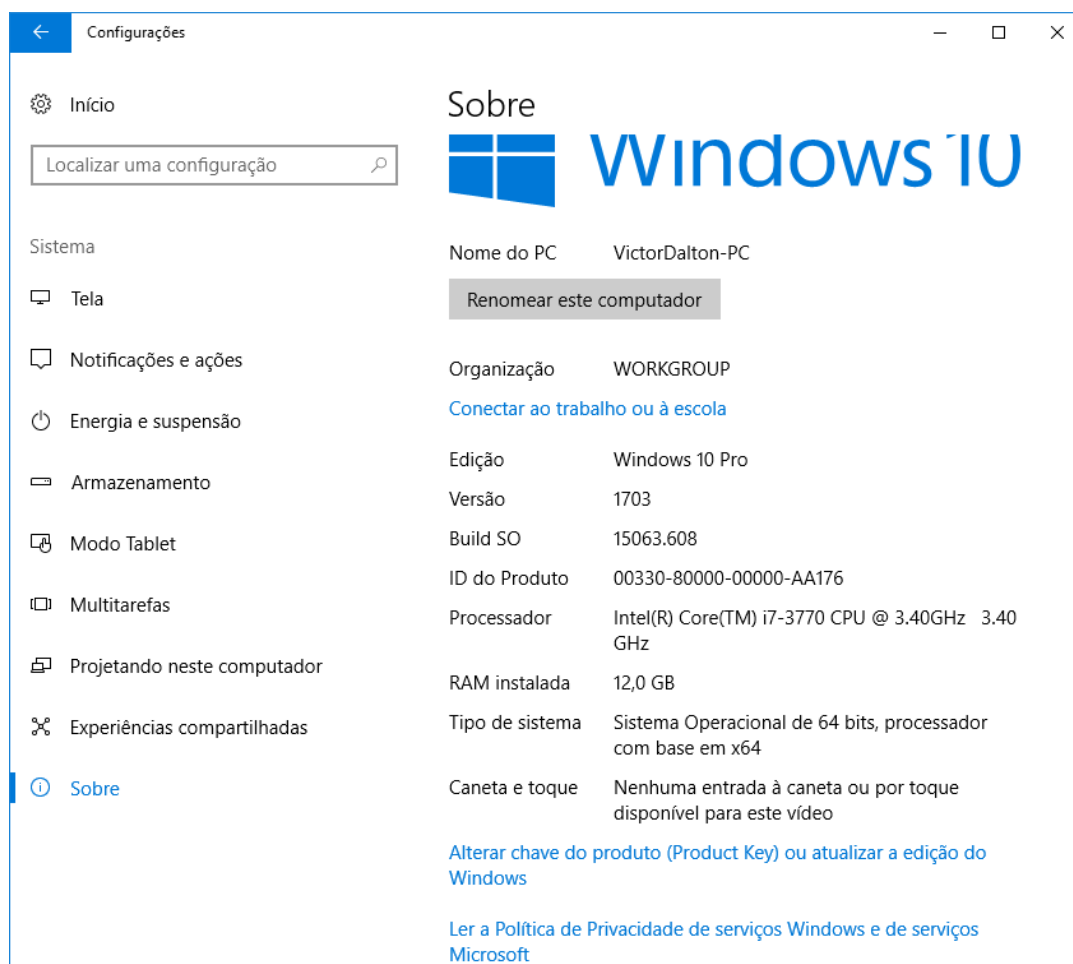 Configurações
Início
Localizar uma configuração
Sistema
Tela
Notificações e ações
Energia e suspensão
Armazenamento
Modo Tablet
Multitarefas
Projetando neste computador
Experiências compartilhadas
Sobre
Sobre
Windows 10
Nome do PC VictorDalton-PC
Renomear este computador
Organização WORKGROUP
Conectar ao trabalho ou à escola
Edição Windows 10 Pro
Versão 1703
Build SO 15063.608
ID do Produto 00330-80000-00000-AA176
Processador Intel(R) Core(TM) i7-3770 CPU @ 3.40GHz 3.40
GHz
RAM instalada 12,0 GB
Tipo de sistema Sistema Operacional de 64 bits, processador
com base em x64
Caneta e toque Nenhuma entrada à caneta ou por toque
disponível para este vídeo
Alterar chave do produto (Product Key) ou atualizar a edição do
Windows
Ler a Política de Privacidade de serviços Windows e de serviços
Microsoft